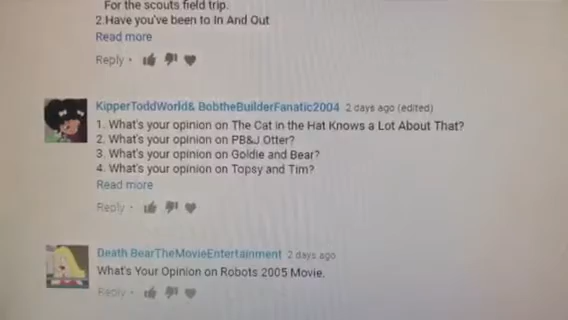 For the scouts field trip.
2.Have you've been to In And Out
Read more
Reply •
KipperToddWorld& BobtheBuilderFanatic2004 2 days ago (edited)
1. What's your opinion on The Cat in the Hat Knows a Lot About That?
2. What's your opinion on PB&J Otter?
3. What's your opinion on Goldie and Bear?
4. What's your opinion on Topsy and Tim?
Read more
Reply •
Death BearTheMovieEntertainment 2 days ago
What's Your Opinion on Robots 2005 Movie.
Reply •